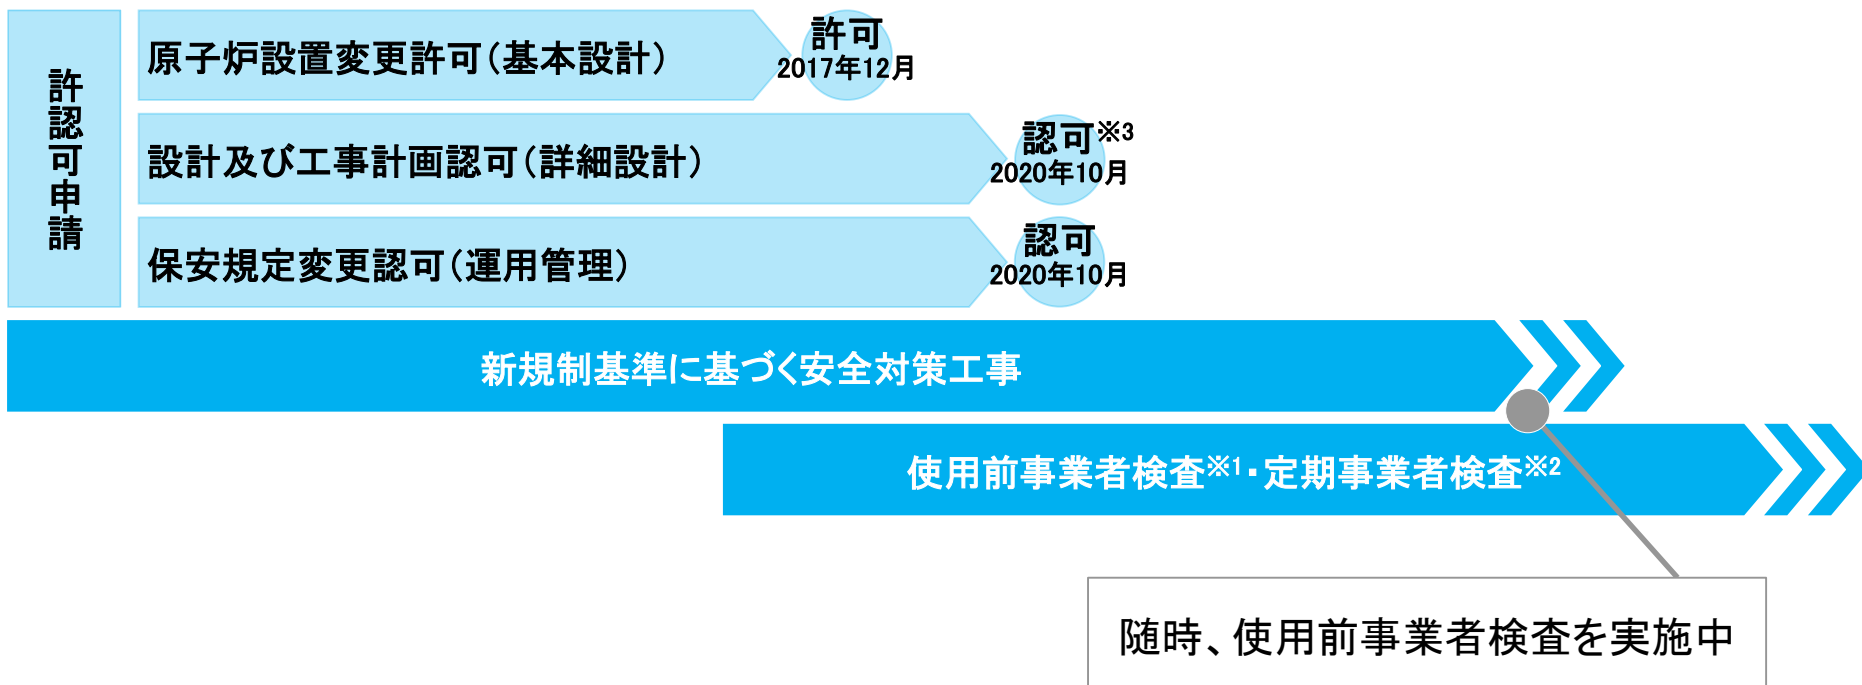 許認可申請
原子炉設置変更許可（基本設計）
許可
2017年12月
設計及び工事計画認可（詳細設計）
認可※3
2020年10月
保安規定変更認可（運用管理）
認可
2020年10月
新規制基準に基づく安全対策工事
使用前事業者検査※1・定期事業者検査※2
随時、使用前事業者検査を実施中